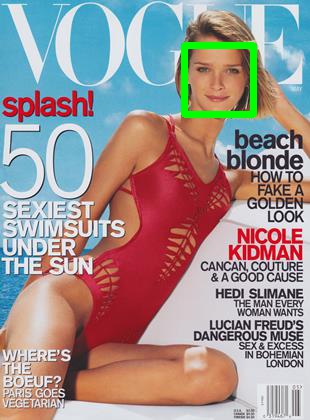 VOGUE
MAY
splash!
50
SEXIEST
SWIMSUITS
UNDER
THE SUN
beach
blonde
HOW TO
FAKE A
GOLDEN
LOOK
NICOLE
KIDMAN
CANCAN, COUTURE
& A GOOD CAUSE
HEDI SLIMANE
THE MAN EVERY
WOMAN WANTS
LUCIAN FREUD'S
DANGEROUS MUSE
SEX & EXCESS
IN BOHEMIAN
LONDON
WHERE'S
THE
BOEUF?
PARIS GOES
VEGETARIAN